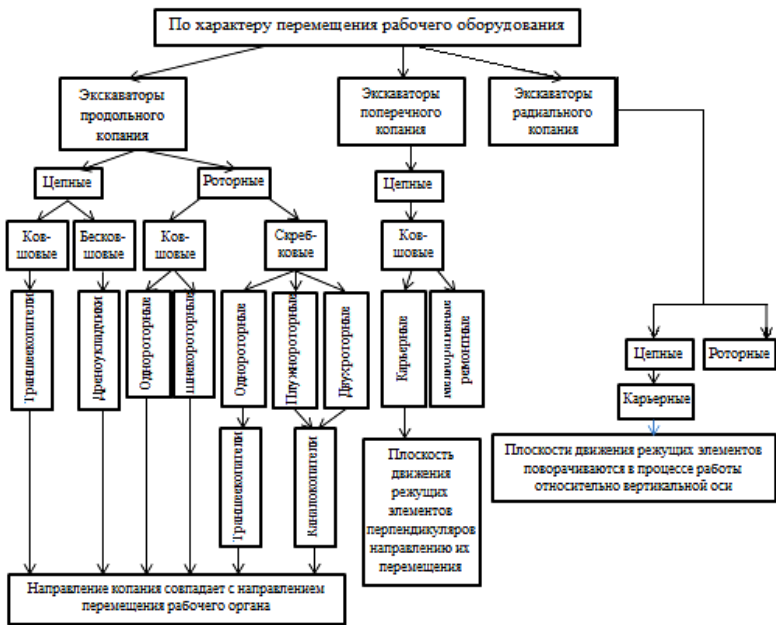 По характеру перемещения рабочего оборудования
Экскаваторы
продольного
копания
Экскаваторы
поперечного
копания
Экскаваторы
радиального
копания
Цепные
Роторные
Цепные
Ков-
шовые
Бесков-
шовые
Ков-
шовые
Скреб-
ковые
Ков-
шовые
Траншеекопатели
Дреноукладчики
Однороторные
Шнекороторные
Однороторные
Плужнороторные
Двухроторные
Карьерные
ремонтные
Цепные
Роторные
Карьерные
Траншеекопатели
Каналокопатели
Плоскость
движения
режущих
элементов
перпендикуляров
направлению их
перемещения
Плоскости движения режущих элементов
поворачиваются в процессе работы
относительно вертикальной оси
Направление копания совпадает с направлением
перемещения рабочего органа